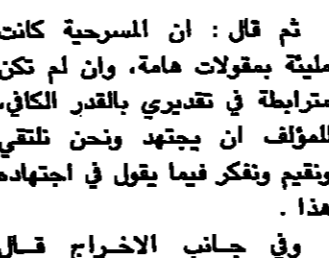 ثم قال : ان المسرحية كانت
مليئة بمقولات هامة، وان لم تكن
مترابطة في تقديري بالقدر الكافي،
للمؤلف ان يجتهد ونحن نلتقي
ونقيم ونفكر فيما يقول في اجتهاده
هذا .
وفي جانب الاخراج قال